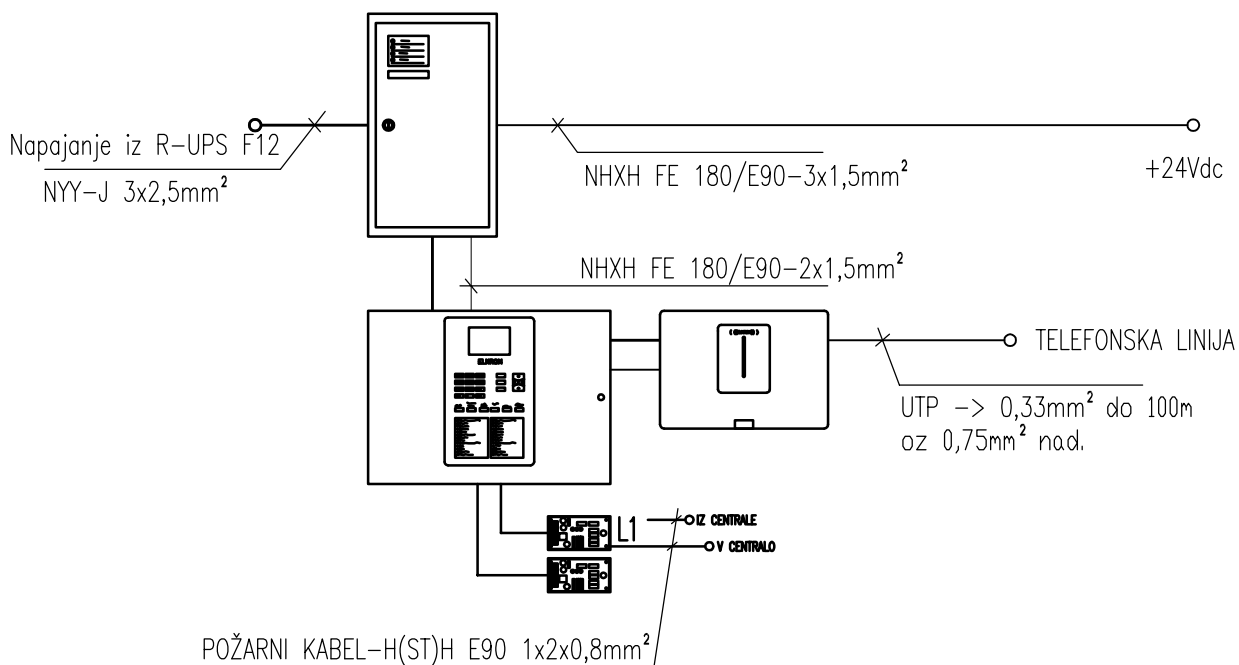 Napajanje iz R-UPS F12
NYY-J 3x2,5mm²
NHXH FE 180/E90-3x1,5mm²
+24Vdc
NHXH FE 180/E90-2x1,5mm²
ELKRON
TELEFONSKA LINIJA
UTP -> 0,33mm² do 100m
oz 0,75mm² nad.
L1
IZ CENTRALE
V CENTRALO
POŽARNI KABEL-H(ST)H E90 1x2x0,8mm²